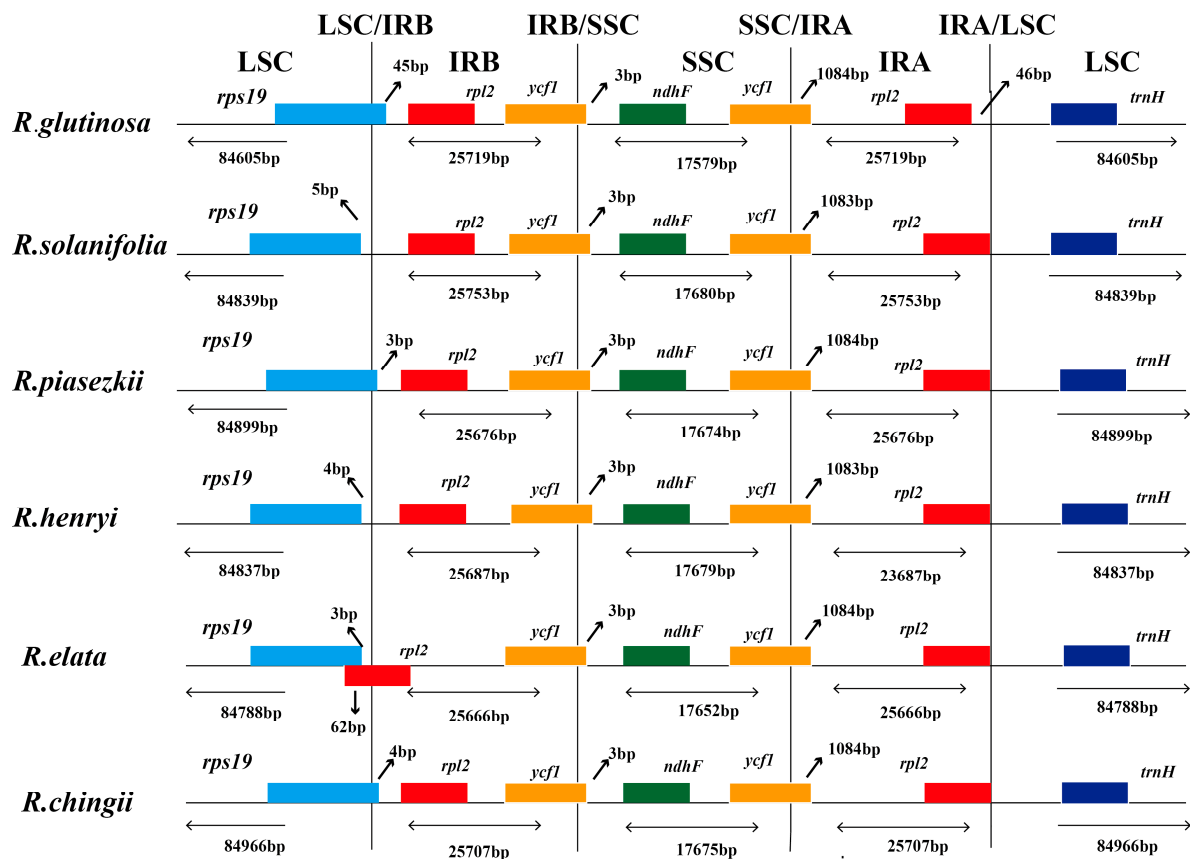 LSC/IRB IRB/SSC SSC/IRA IRA/LSC
LSC IRB SSC IRA LSC
45bp 3bp 1084bp 46bp
rps19 rpl2 ycf1 ndhF ycf1 rpl2 trnH
R.glutinosa
84605bp 25719bp 17579bp 25719bp 84605bp
5bp 3bp 1083bp
rps19 rpl2 ycf1 ndhF ycf1 rpl2 trnH
R.solanifolia
84839bp 25753bp 17680bp 25753bp 84839bp
3bp 3bp 1084bp
rps19 rpl2 ycf1 ndhF ycf1 rpl2 trnH
R.piasezkii
84899bp 25676bp 17674bp 25676bp 84899bp
4bp 3bp 1083bp
rps19 rpl2 ycf1 ndhF ycf1 rpl2 trnH
R.henryi
84837bp 25687bp 17679bp 23687bp 84837bp
3bp 3bp 1084bp
rps19 rpl2 ycf1 ndhF ycf1 rpl2 trnH
R.elata
84788bp 25666bp 17652bp 25666bp 84788bp
62bp
4bp 3bp 1084bp
rps19 rpl2 ycf1 ndhF ycf1 rpl2 trnH
R.chingii
84966bp 25707bp 17675bp 25707bp 84966bp